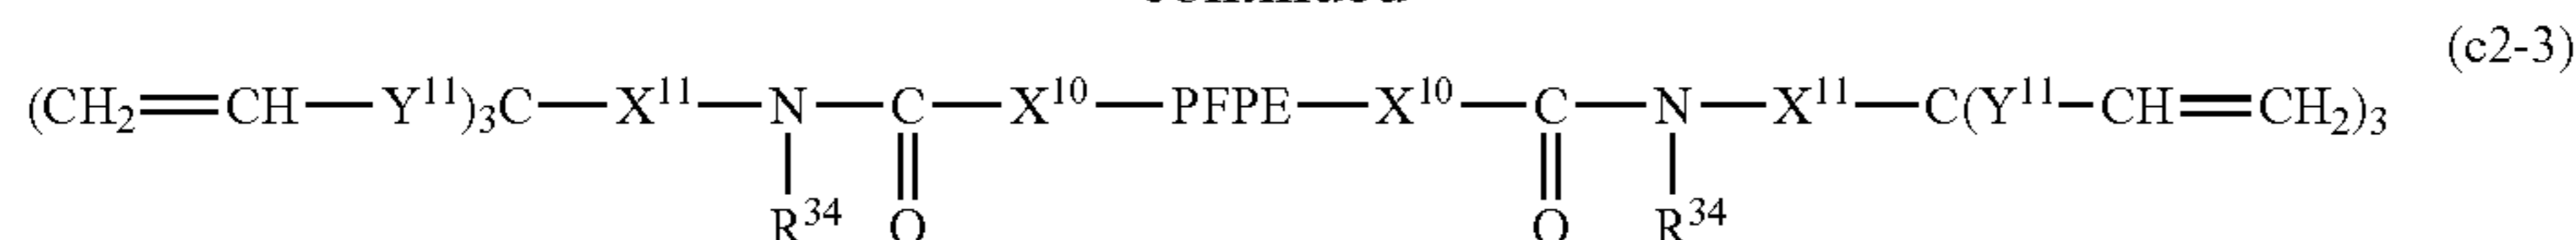 (c2-3)
(CH₂=CH—Y¹¹)₃C—X¹¹—N—C—X¹⁰—PFPE—X¹⁰—C—N—X¹¹—C(Y¹¹—CH=CH₂)₃
R³⁴ O O R³⁴